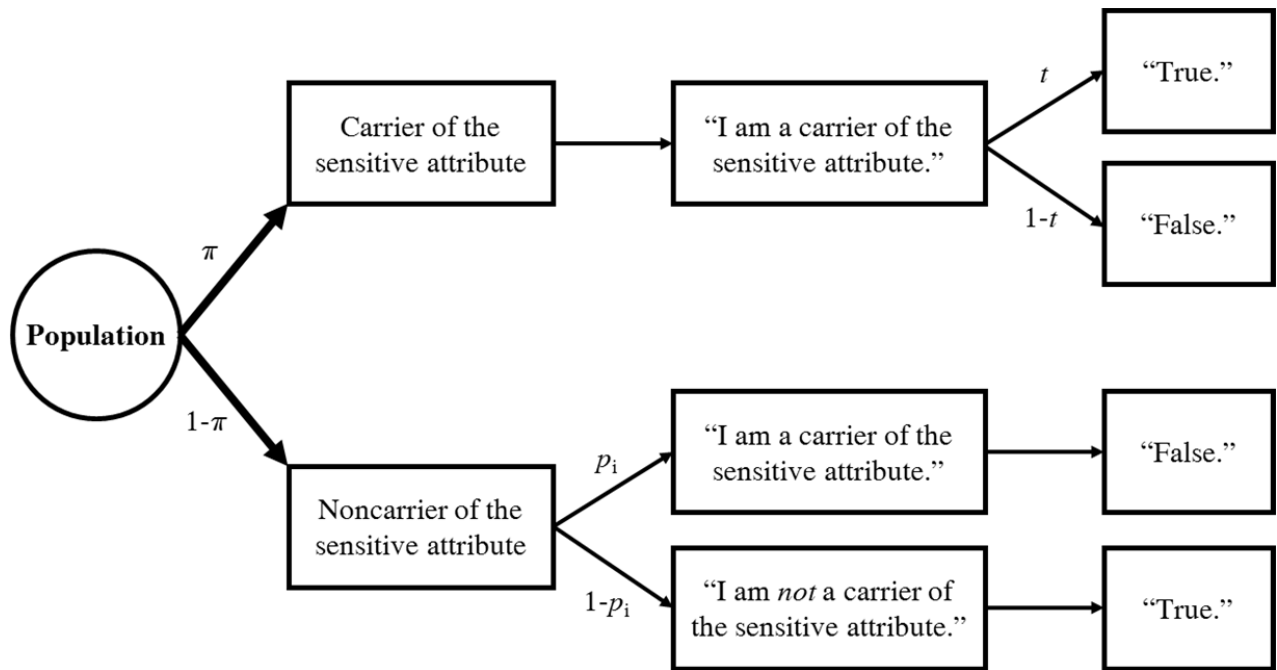 Population
π
1-π
Carrier of the
sensitive attribute
“I am a carrier of the
sensitive attribute.”
t
1-t
“True.”
“False.”
Noncarrier of the
sensitive attribute
pᵢ
1-pᵢ
“I am a carrier of the
sensitive attribute.”
“False.”
“I am not a carrier of
the sensitive attribute.”
“True.”